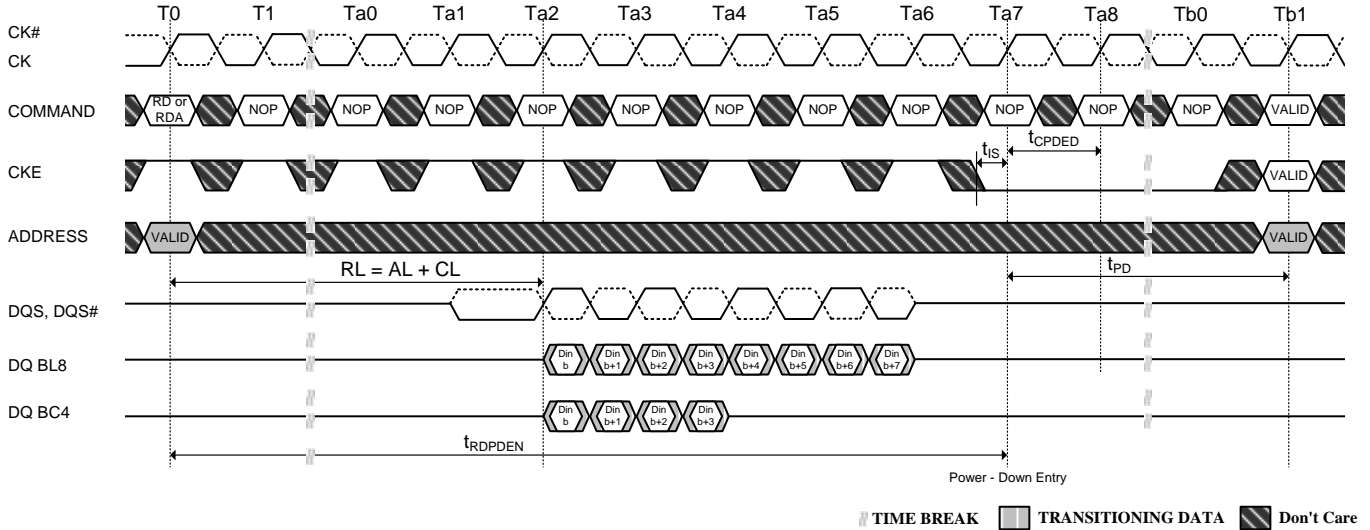 T0 T1 Ta0 Ta1 Ta2 Ta3 Ta4 Ta5 Ta6 Ta7 Ta8 Tb0 Tb1
CK#
CK
COMMAND RD or RDA NOP NOP NOP NOP NOP NOP NOP NOP NOP NOP NOP VALID
tIS tCPDED
CKE VALID
ADDRESS VALID VALID
RL = AL + CL tPD
DQS, DQS#
DQ BL8 Din b Din b+1 Din b+2 Din b+3 Din b+4 Din b+5 Din b+6 Din b+7
DQ BC4 Din b Din b+1 Din b+2 Din b+3
tRDPDEN
Power - Down Entry
TIME BREAK TRANSITIONING DATA Don't Care